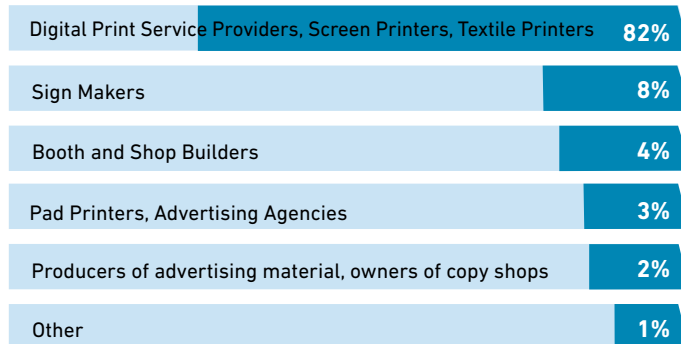 Digital Print Service Providers, Screen Printers, Textile Printers 82%
Sign Makers 8%
Booth and Shop Builders 4%
Pad Printers, Advertising Agencies 3%
Producers of advertising material, owners of copy shops 2%
Other 1%